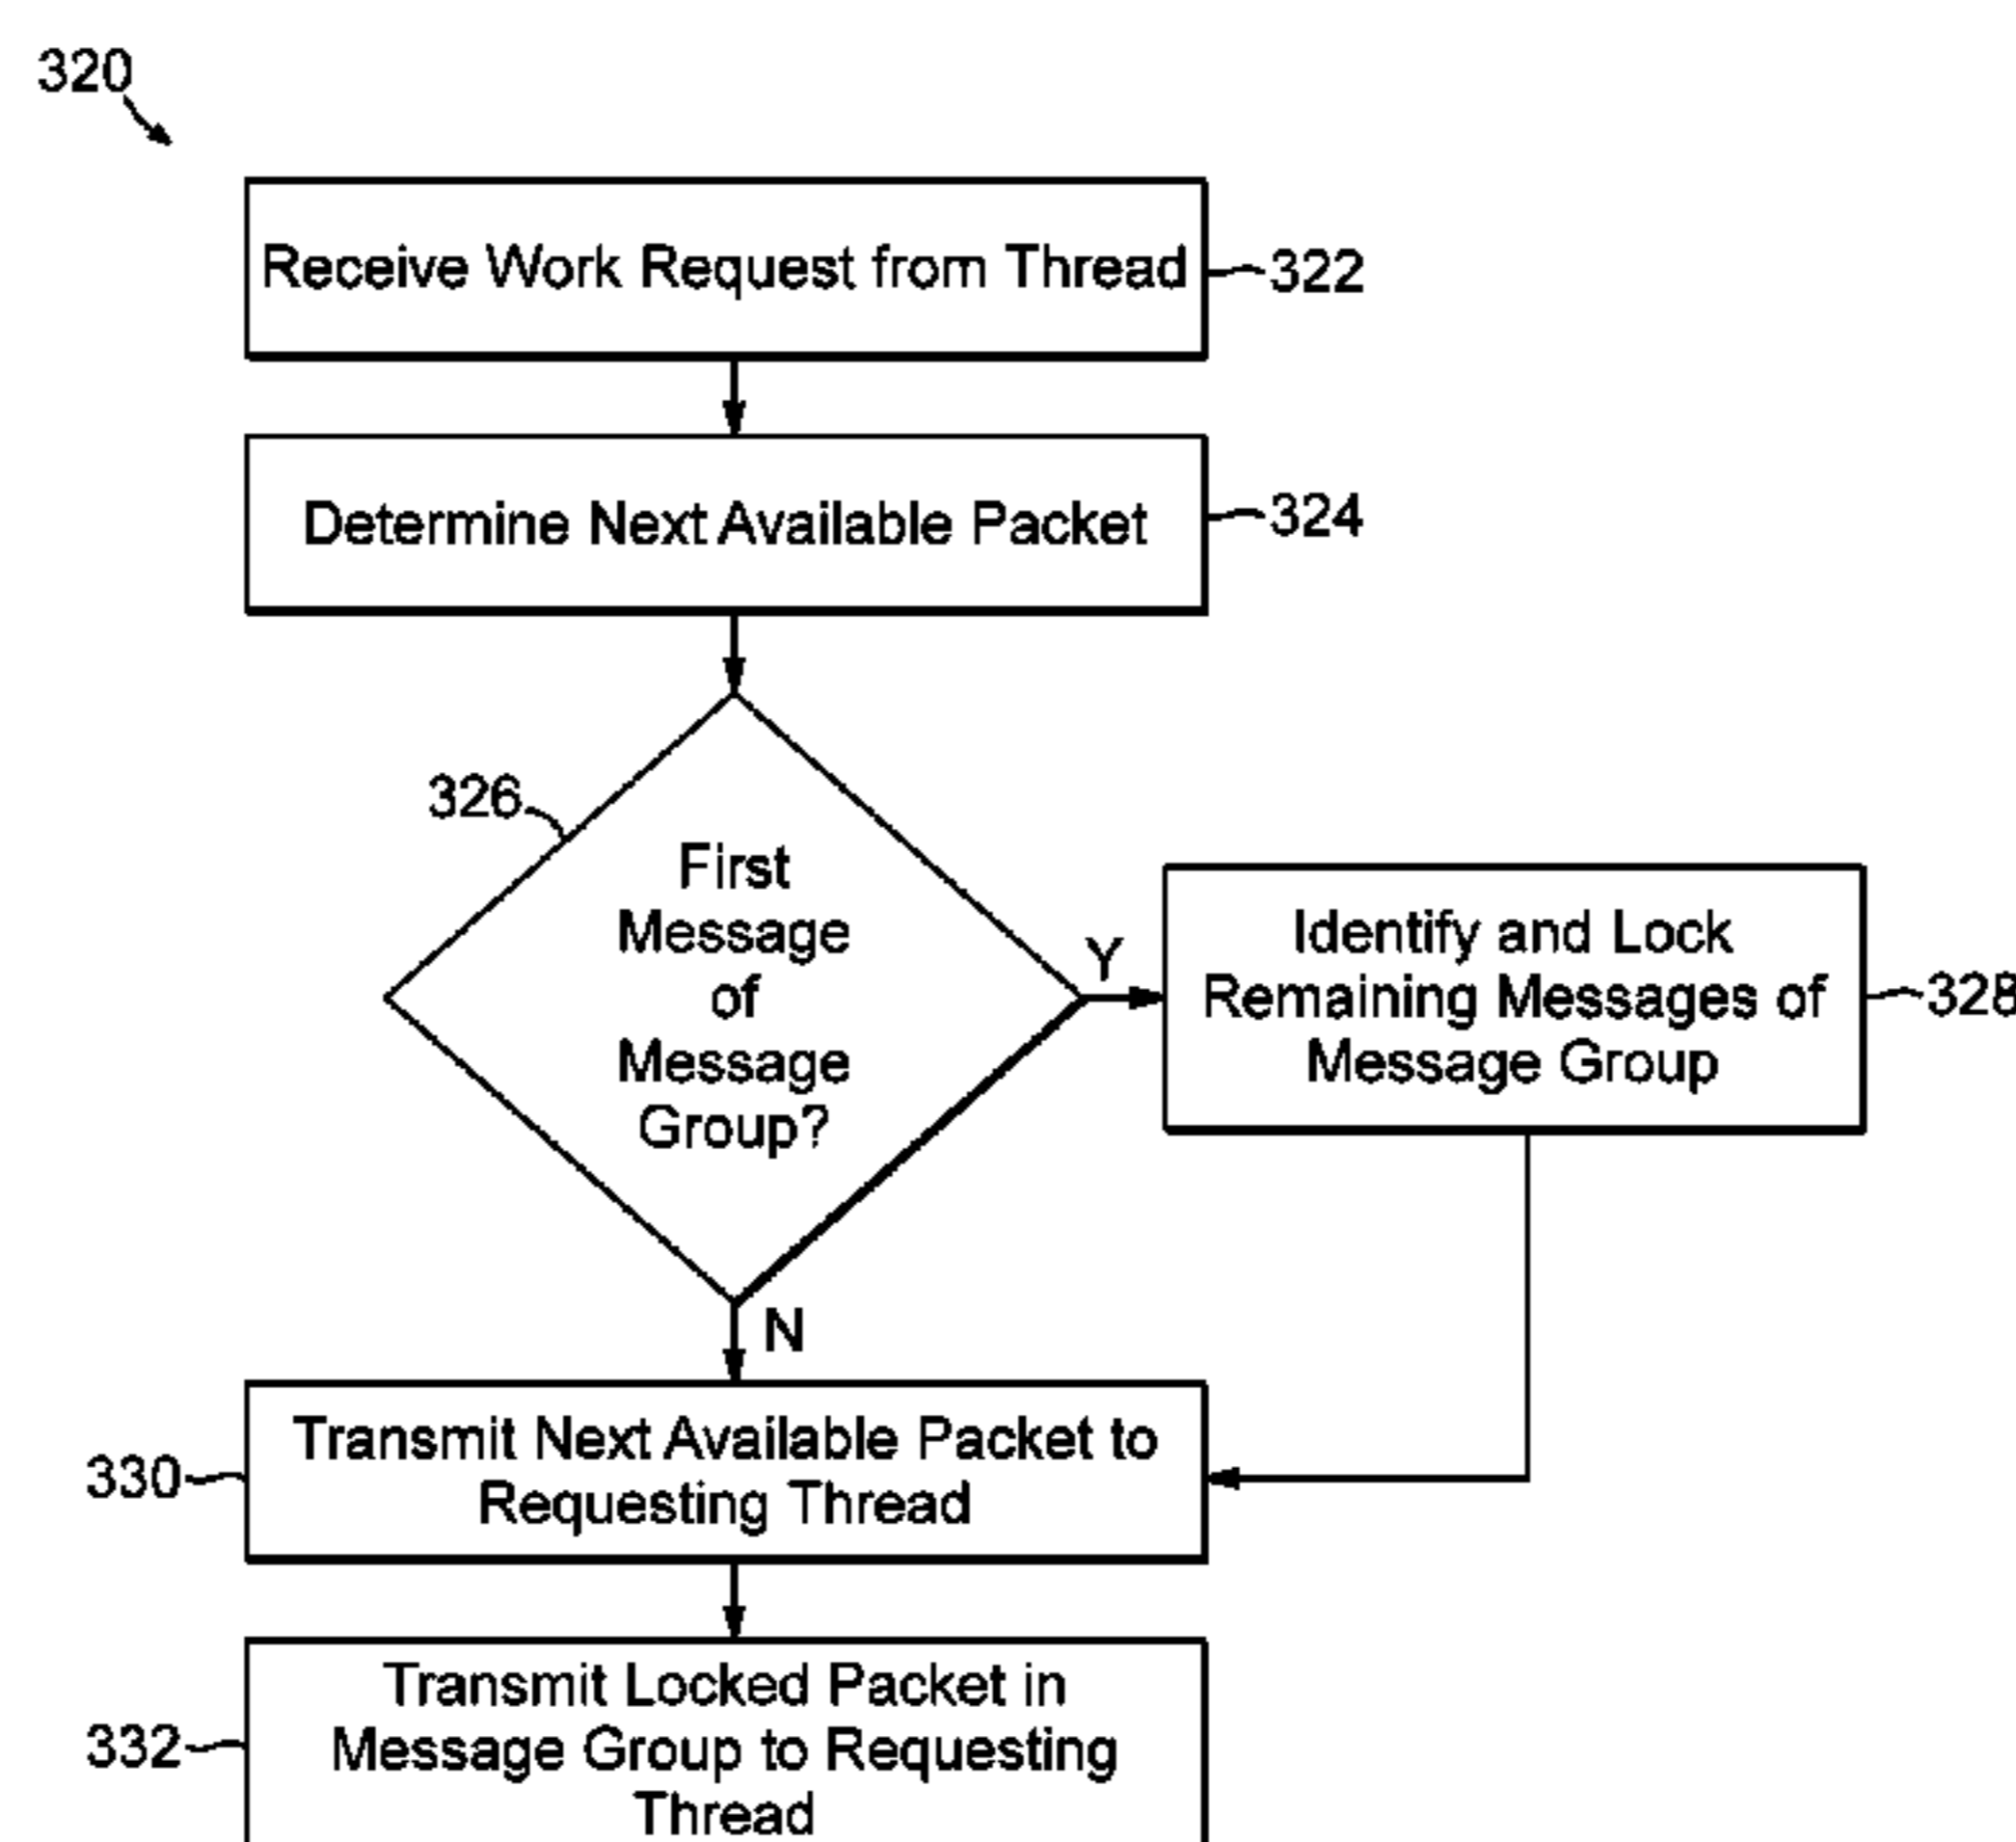 320
Receive Work Request from Thread
322
Determine Next Available Packet
324
326
First
Message
of
Message
Group?
Y
Identify and Lock
Remaining Messages of
Message Group
328
N
330
Transmit Next Available Packet to
Requesting Thread
332
Transmit Locked Packet in
Message Group to Requesting
Thread